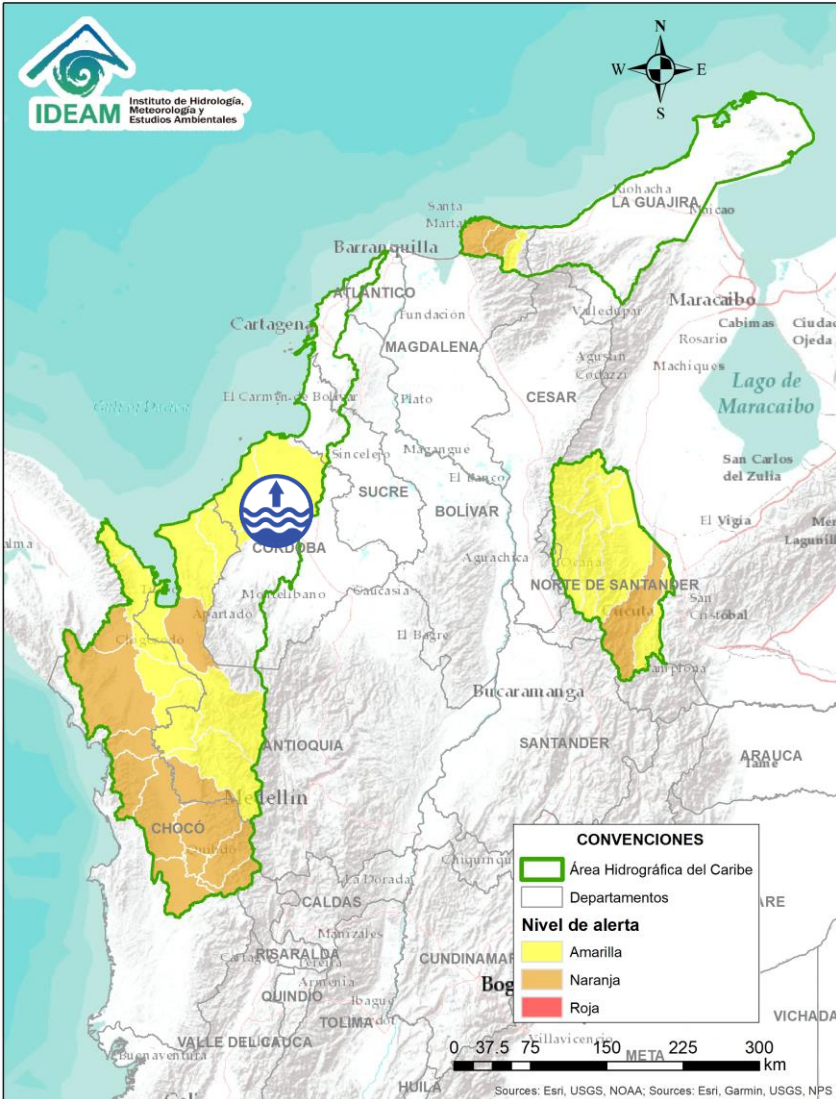 IDEAM
Instituto de Hidrología,
Meteorología y
Estudios Ambientales
N
W
E
S
Riohacha
LA GUAJIRA
Maicao
Santa
Marta
Barranquilla
ATLÁNTICO
Maracaibo
Cabimas
Ciudad
Ojeda
Fundación
Valledupar
Cartagena
Rosario
MAGDALENA
Machiques
Agustín
Codazzi
Lago de
Maracaibo
El Carmen de Bolívar
Plato
CESAR
Sincelejo
Magangué
San Carlos
del Zulia
El Banco
SUCRE
BOLÍVAR
El Vigía
CÓRDOBA
Aguachica
Ocaña
NORTE DE SANTANDER
Montelíbano
Caucasia
San
Cristóbal
Apartadó
Cúcuta
Chigorodó
El Bagre
Pamplona
Bucaramanga
ANTIOQUIA
SANTANDER
ARAUCA
Tame
Medellín
CHOCÓ
Quibdó
La Dorada
CALDAS
Manizales
RISARALDA
Pereira
Armenia
QUINDÍO
Ibagué
TOLIMA
VALLE DEL CAUCA
Buenaventura
HUILA
Villavicencio
META
VICHADA
CONVENCIONES
Área Hidrográfica del Caribe
Departamentos
Nivel de alerta
Amarilla
Naranja
Roja
0 37.5 75 150 225 300
km
Sources: Esri, USGS, NOAA; Sources: Esri, Garmin, USGS, NPS